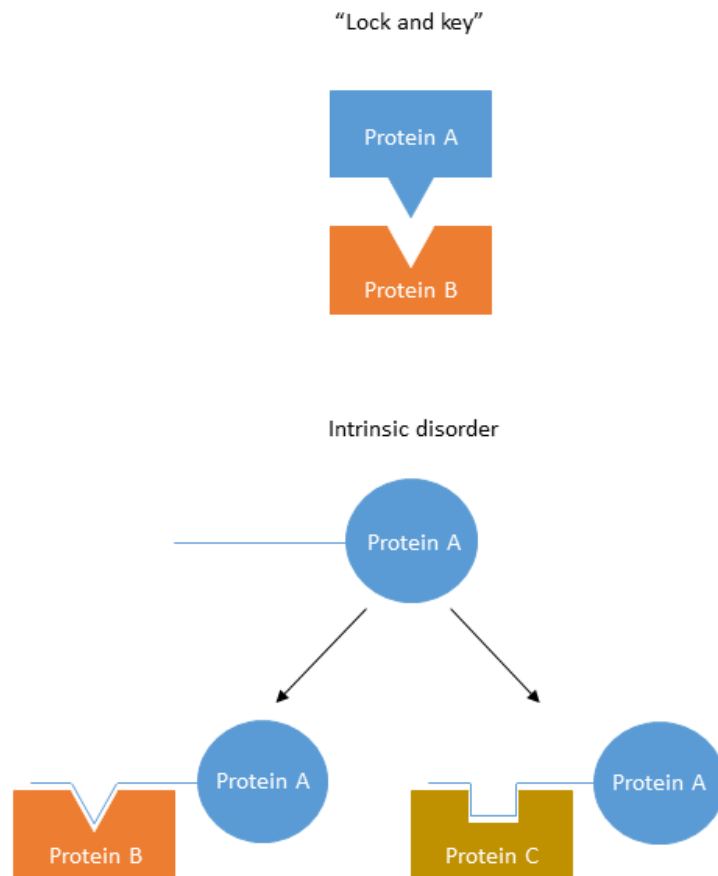 “Lock and key”
Protein A
Protein B
Intrinsic disorder
Protein A
Protein A
Protein A
Protein B
Protein C